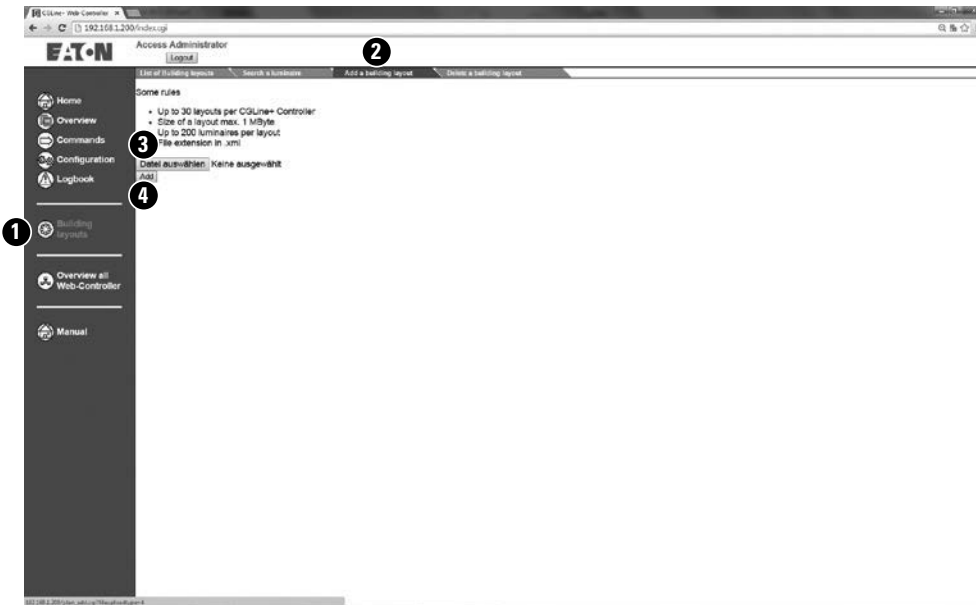 CGLine+ Web-Controller
192.168.1.200/index.cgi
EATON
Access Administrator
Logout
2
List of Building layouts
Search a luminaire
Add a building layout
Delete a building layout
Home
Overview
Commands
Configuration
Logbook
1
Building
layouts
Overview all
Web-Controller
Manual
Some rules
• Up to 30 layouts per CGLine+ Controller
• Size of a layout max. 1 MByte
Up to 200 luminaires per layout
3
File extension in .xml
Datei auswählen Keine ausgewählt
Add
4